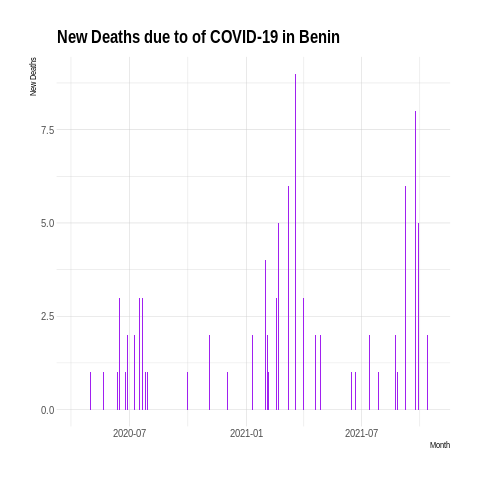 New Deaths due to of COVID-19 in Benin
New Deaths
7.5
5.0
2.5
0.0
2020-07 2021-01 2021-07
Month